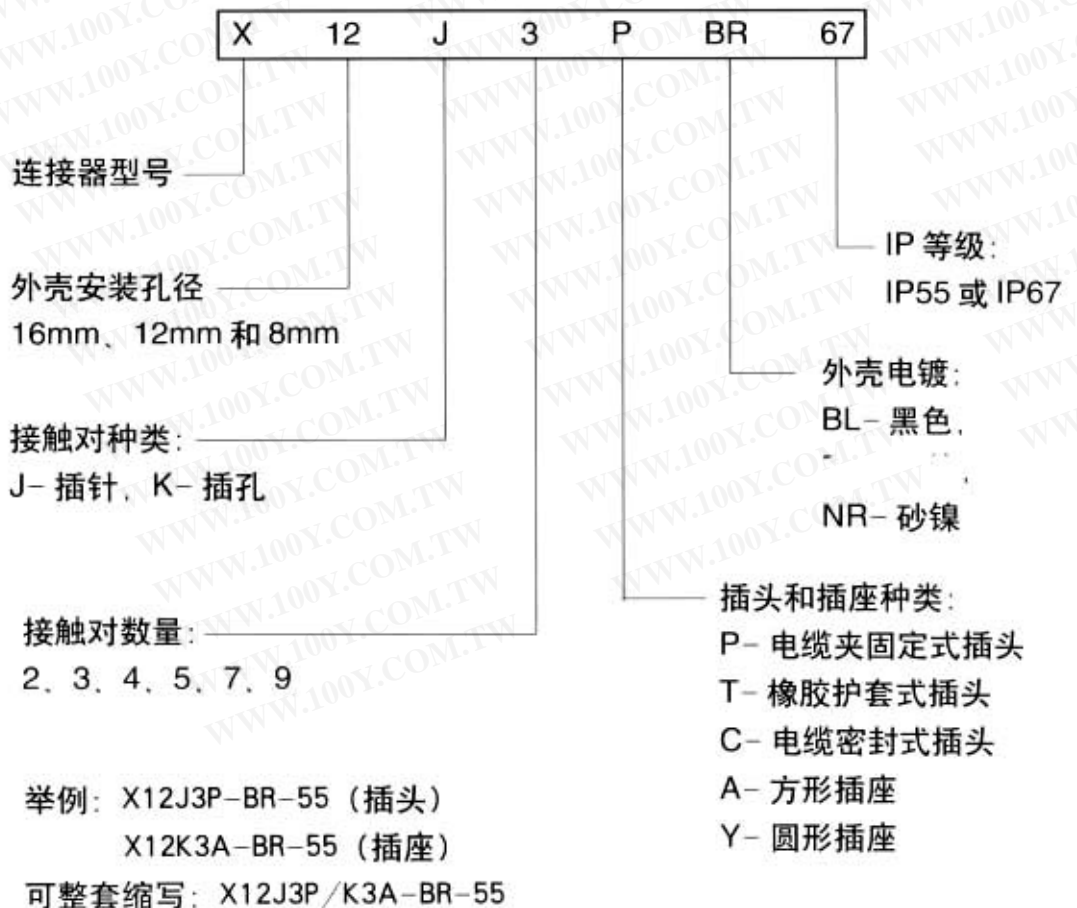 X 12 J 3 P BR 67
连接器型号
外壳安装孔径
16mm、12mm 和 8mm
接触对种类:
J- 插针、K- 插孔
接触对数量:
2、3、4、5、7、9
IP 等级:
IP55 或 IP67
外壳电镀:
BL- 黑色,
NR- 砂镍
插头和插座种类:
P- 电缆夹固定式插头
T- 橡胶护套式插头
C- 电缆密封式插头
A- 方形插座
Y- 圆形插座
举例: X12J3P-BR-55 (插头)
X12K3A-BR-55 (插座)
可整套缩写: X12J3P/K3A-BR-55
WWW.100Y.COM.TW